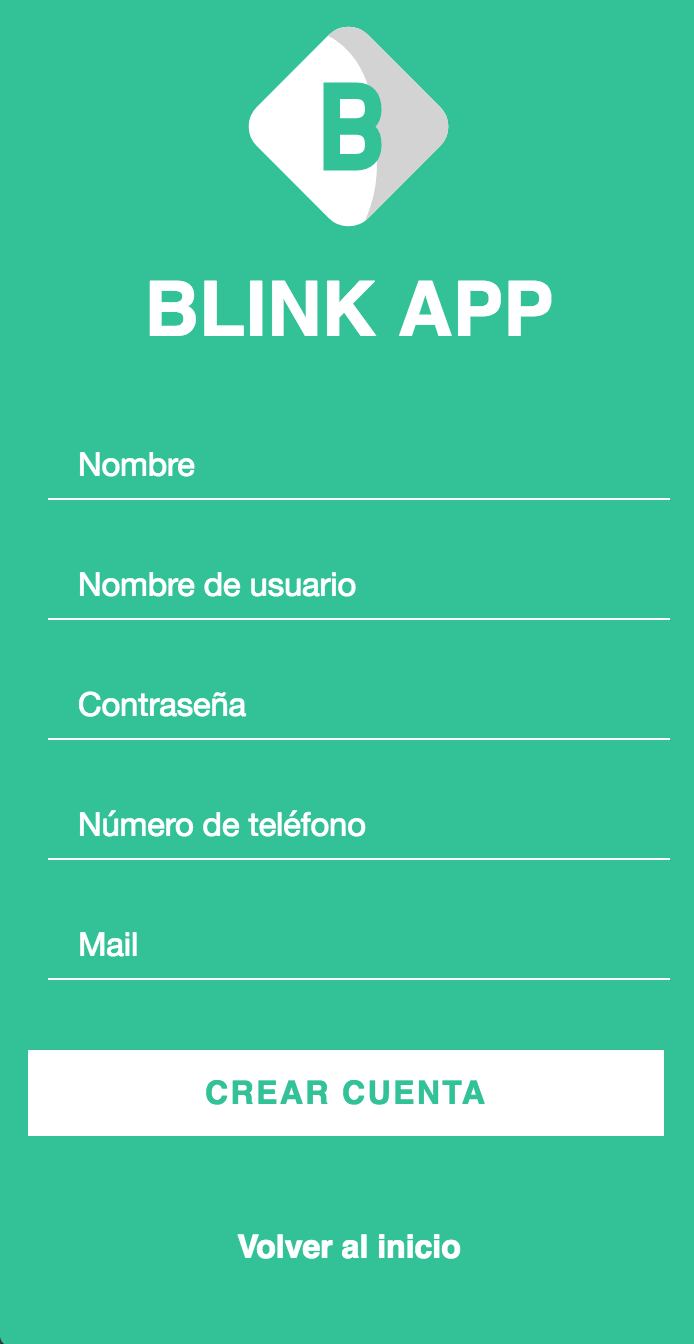 B
BLINK APP
Nombre
Nombre de usuario
Contraseña
Número de teléfono
Mail
CREAR CUENTA
Volver al inicio